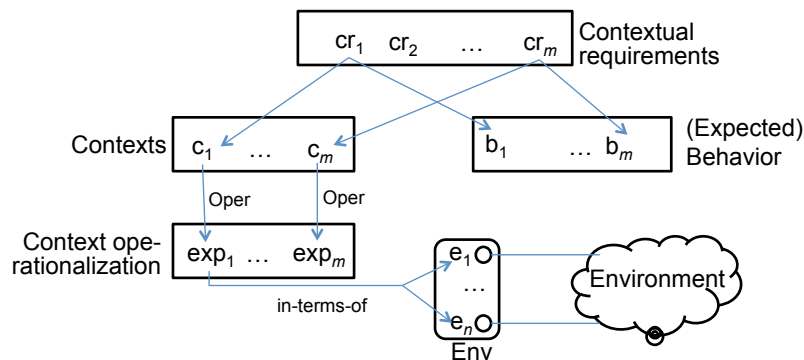 cr1 cr2 … crm
Contextual
requirements
Contexts
c1 … cm
b1 … bm
(Expected)
Behavior
Oper
Oper
Context ope-
rationalization
exp1 … expm
in-terms-of
e1
…
en
Env
Environment